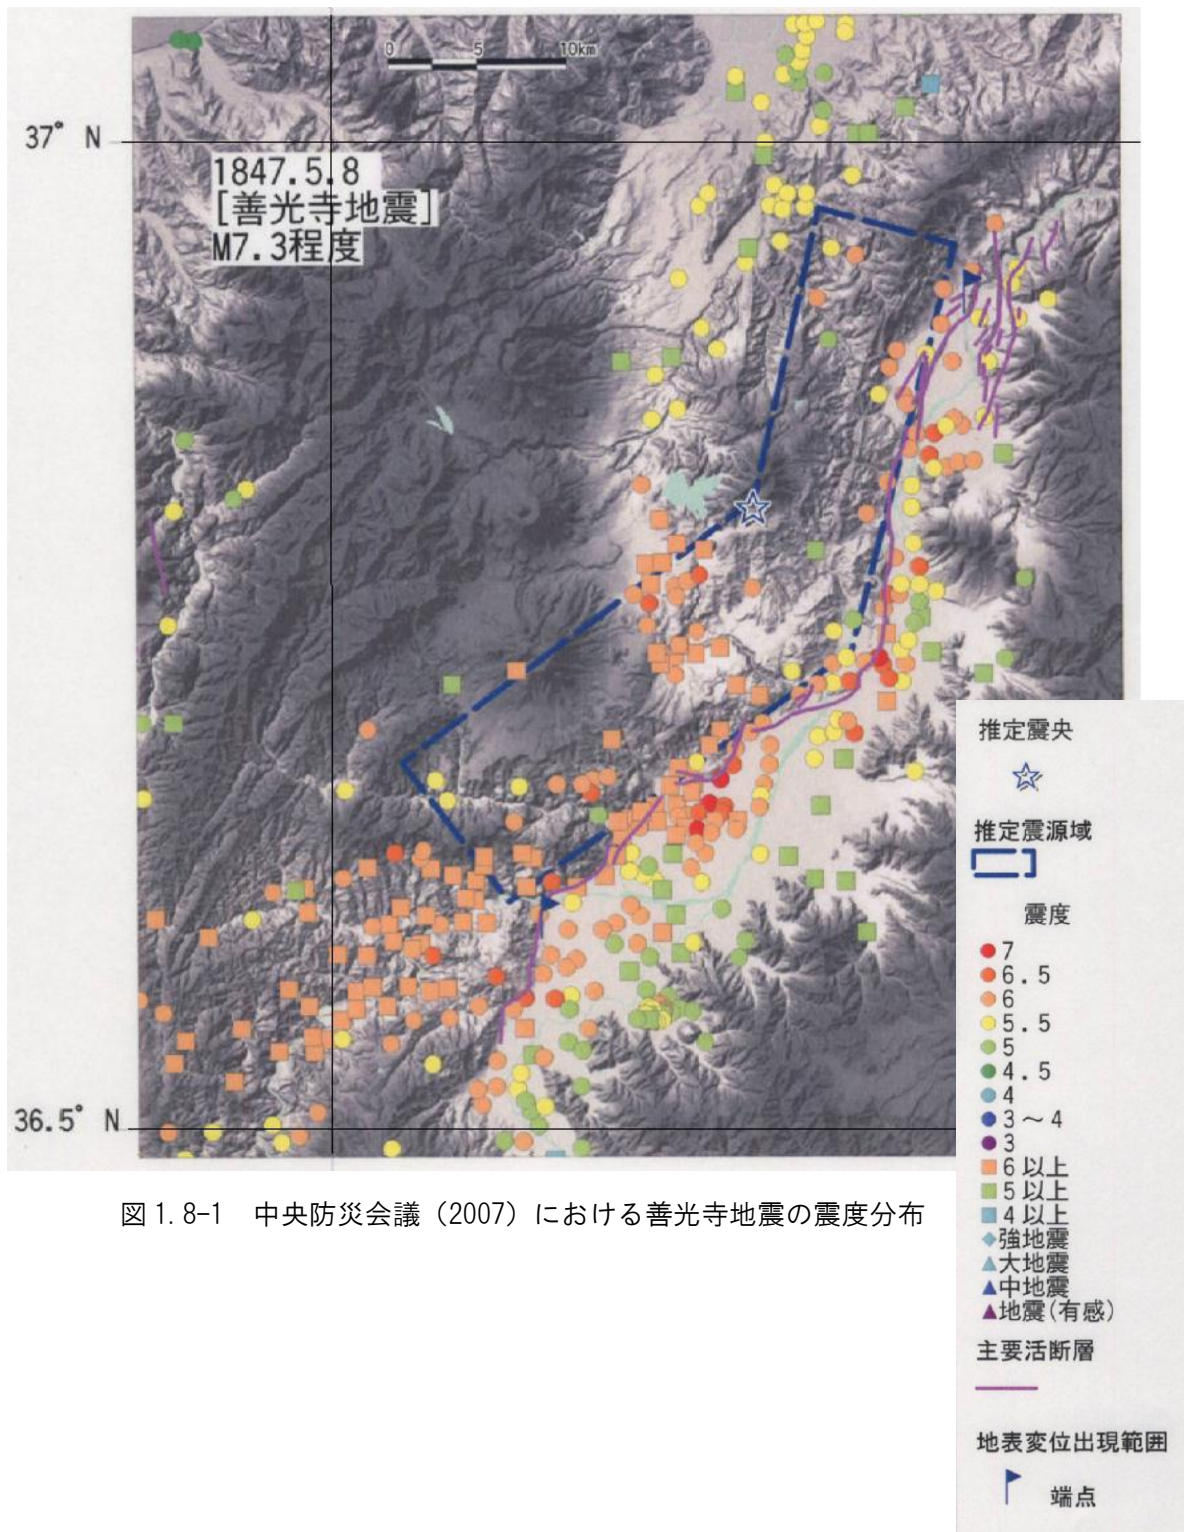 0 5 10km
37° N
1847.5.8
[善光寺地震]
M7.3程度
36.5° N
推定震央
推定震源域
震度
7
6.5
6
5.5
5
4.5
4
3～4
3
6以上
5以上
4以上
強地震
大地震
中地震
地震(有感)
主要活断層
地表変位出現範囲
端点
図 1.8-1 中央防災会議（2007）における善光寺地震の震度分布